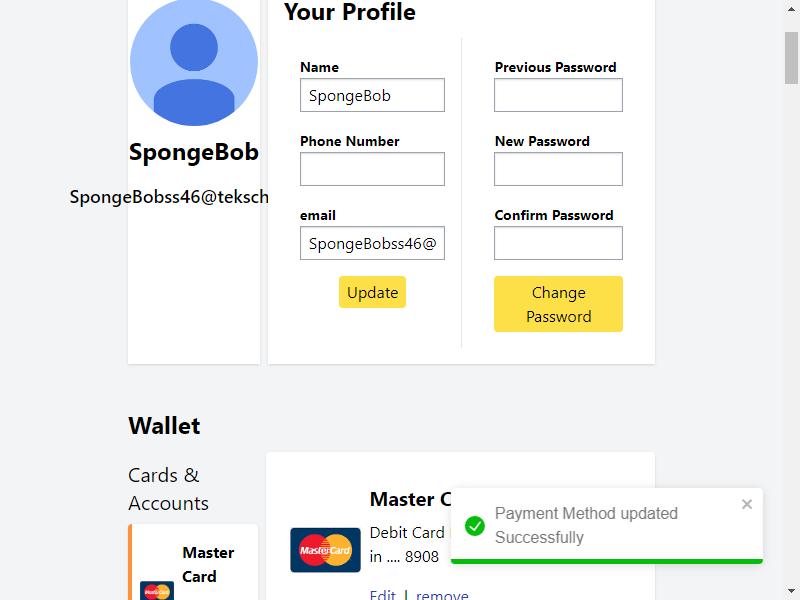 Your Profile
SpongeBob
SpongeBobss46@teksch
Name
SpongeBob
Phone Number
email
SpongeBobss46@
Update
Previous Password
New Password
Confirm Password
Change
Password
Wallet
Cards &
Accounts
Master
Card
MasterCard
Master C
Debit Card
in .... 8908
Edit | remove
MasterCard
Payment Method updated
Successfully